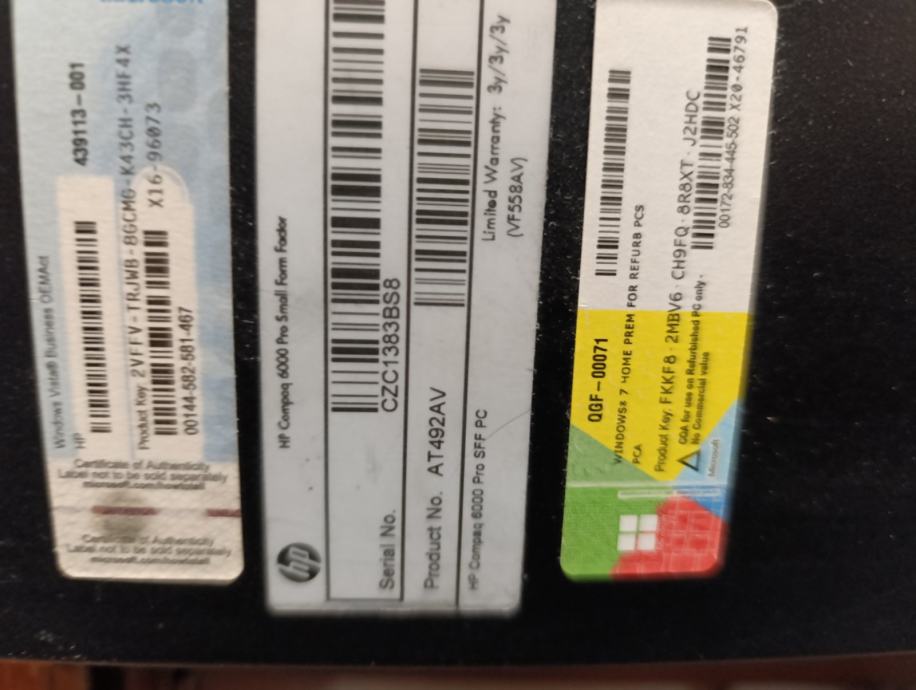 Windows Vista® Business OEMAct
HP 439113-001
Product Key: 2VFFV-TRJWB-8GCMG-K43CH-3HF4X
X16-96073
00144-582-581-467
Certificate of Authenticity
Label not to be sold separately
microsoft.com/howtotell
Certificate of Authenticity
Label not to be sold separately
microsoft.com/howtotell
hp
HP Compaq 6000 Pro Small Form Factor
Serial No. CZC1383BS8
Product No. AT492AV
HP Compaq 6000 Pro SFF PC
Limited Warranty: 3y/3y/3y
(VF558AV)
QGF-00071
WINDOWS® 7 HOME PREM FOR REFURB PCS
PCA
Product Key: FKKF8-2MBV6-CH9FQ-8R8XT-J2HDC
COA for use on Refurbished PC only -
No Commercial value
Microsoft
00172-834-445-502 X20-46791